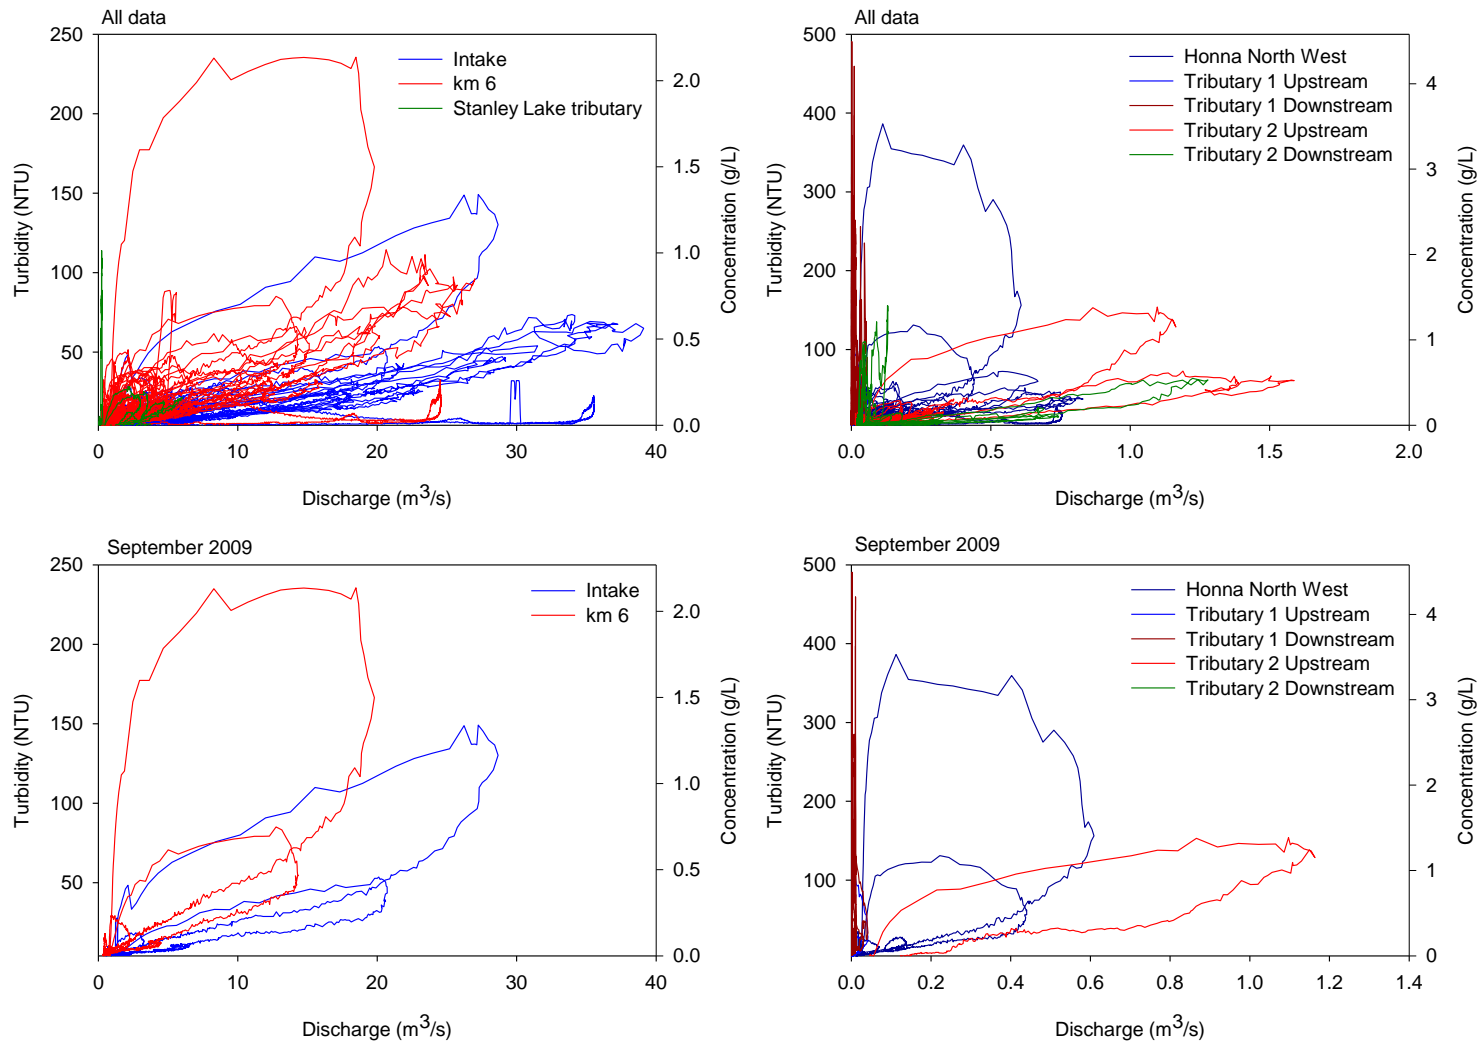 All data
250
200
150
100
50
Turbidity (NTU)
0
10
20
30
40
Discharge (m3/s)
2.0
1.5
1.0
0.5
0.0
Concentration (g/L)
Intake
km 6
Stanley Lake tributary
All data
500
400
300
200
100
Turbidity (NTU)
0.0
0.5
1.0
1.5
2.0
Discharge (m3/s)
4
3
2
1
0
Concentration (g/L)
Honna North West
Tributary 1 Upstream
Tributary 1 Downstream
Tributary 2 Upstream
Tributary 2 Downstream
September 2009
250
200
150
100
50
Turbidity (NTU)
0
10
20
30
40
Discharge (m3/s)
2.0
1.5
1.0
0.5
0.0
Concentration (g/L)
Intake
km 6
September 2009
500
400
300
200
100
Turbidity (NTU)
0.0
0.2
0.4
0.6
0.8
1.0
1.2
1.4
Discharge (m3/s)
4
3
2
1
0
Concentration (g/L)
Honna North West
Tributary 1 Upstream
Tributary 1 Downstream
Tributary 2 Upstream
Tributary 2 Downstream